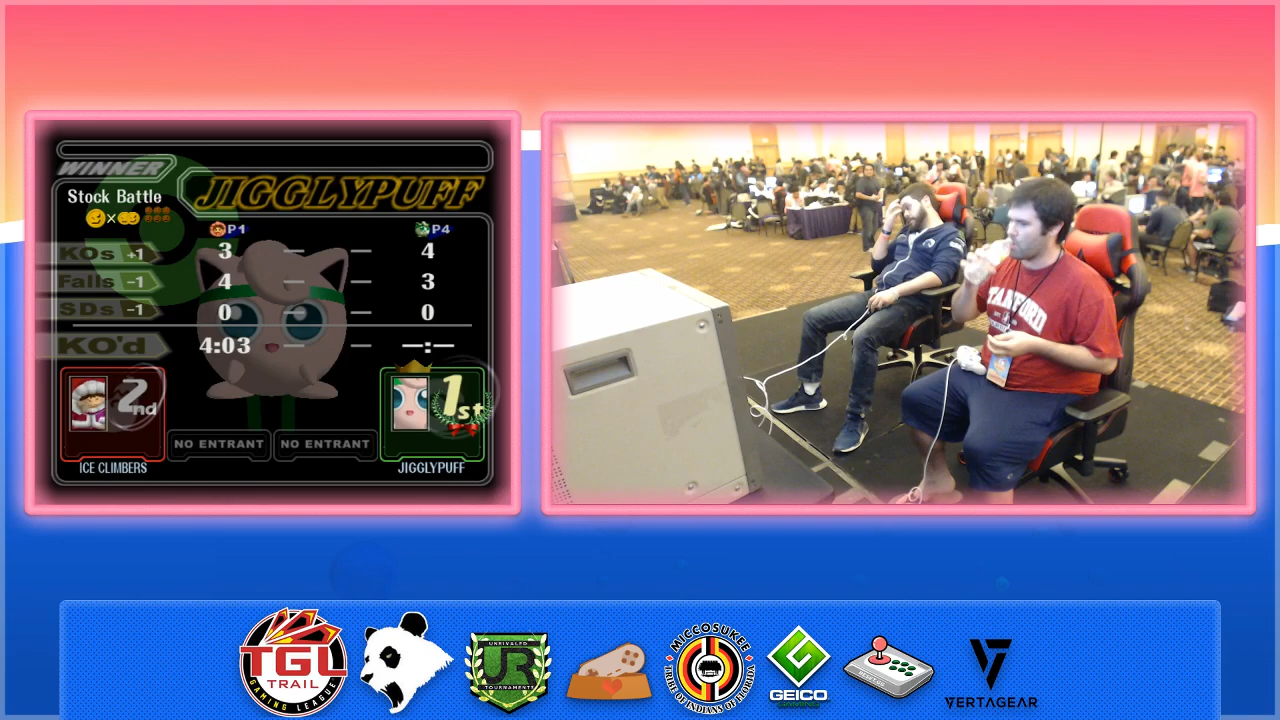 WINNER
JIGGLYPUFF
Stock Battle
P1
P4
KOs +1 3 — — 4
Falls -1 4 — — 3
SDs -1 0 — — 0
KO'd 4:03 — — —:—
2nd
1st
NO ENTRANT
NO ENTRANT
ICE CLIMBERS
JIGGLYPUFF
STANFORD
TGL
TRAIL
GAMING LEAGUE
UNRIVALED
UR
TOURNAMENTS
MICCOSUKEE
TRIBE OF INDIANS OF FLORIDA
G
GEICO
GAMING
VERTAGEAR